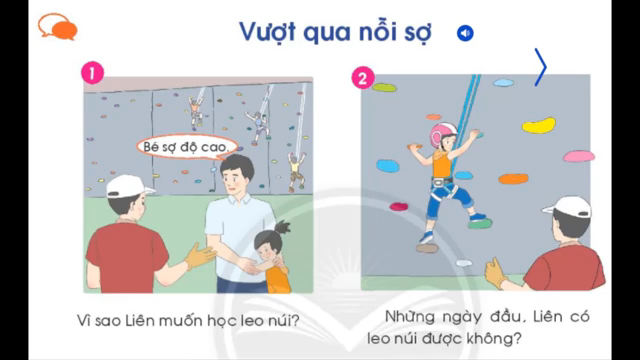 Vượt qua nỗi sợ
1
Bé sợ độ cao.
2
Vì sao Liên muốn học leo núi?
Những ngày đầu, Liên có
leo núi được không?